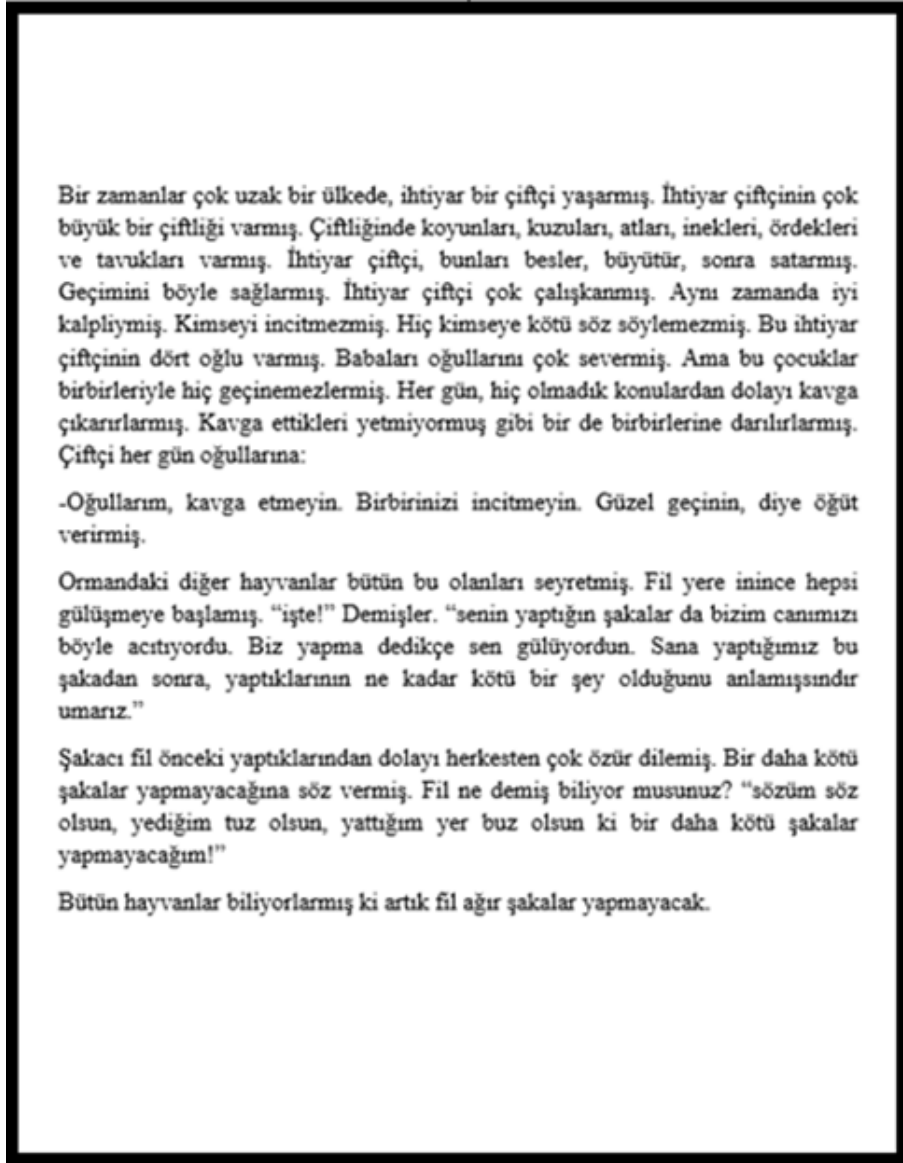 Bir zamanlar çok uzak bir ülkede, ihtiyar bir çiftçi yaşarmış. İhtiyar çiftçinin çok
büyük bir çiftliği varmış. Çiftliğinde koyunları, kuzuları, atları, inekleri, ördekleri
ve tavukları varmış. İhtiyar çiftçi, bunları besler, büyütür, sonra satarmış.
Geçimini böyle sağlarmış. İhtiyar çiftçi çok çalışkanmış. Aynı zamanda iyi
kalpliymiş. Kimseyi incitmezmiş. Hiç kimseye kötü söz söylemezmiş. Bu ihtiyar
çiftçinin dört oğlu varmış. Babaları oğullarını çok severmiş. Ama bu çocuklar
birbirleriyle hiç geçinemezlermiş. Her gün, hiç olmadık konulardan dolayı kavga
çıkarırlarmış. Kavga ettikleri yetmiyormuş gibi bir de birbirlerine darılırlarmış.
Çiftçi her gün oğullarına:
-Oğullarım, kavga etmeyin. Birbirinizi incitmeyin. Güzel geçinin, diye öğüt
verirmiş.
Ormandaki diğer hayvanlar bütün bu olanları seyretmiş. Fil yere inince hepsi
gülüşmeye başlamış. “işte!” Demişler. “senin yaptığın şakalar da bizim canımızı
böyle acıtıyordu. Biz yapma dedikçe sen gülüyordun. Sana yaptığımız bu
şakadan sonra, yaptıklarının ne kadar kötü bir şey olduğunu anlamışsındır
umarız.”
Şakacı fil önceki yaptıklarından dolayı herkesten çok özür dilemiş. Bir daha kötü
şakalar yapmayacağına söz vermiş. Fil ne demiş biliyor musunuz? “sözüm söz
olsun, yediğim tuz olsun, yattığım yer buz olsun ki bir daha kötü şakalar
yapmayacağım!”
Bütün hayvanlar biliyorlarmış ki artık fil ağır şakalar yapmayacak.